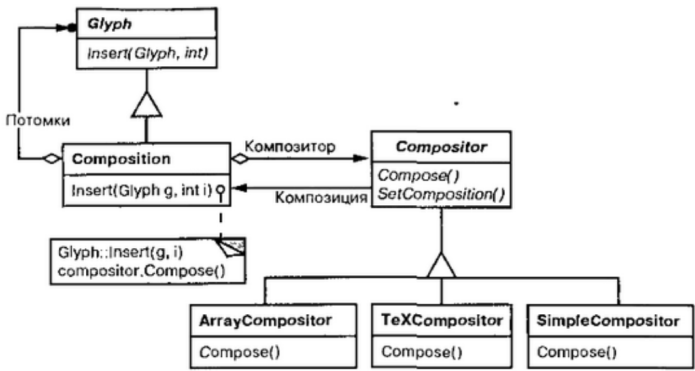 Glyph
Insert(Glyph, int)
Потомки
Composition
Insert(Glyph g, int i)
Композитор
Композиция
Compositor
Compose()
SetComposition()
Glyph::Insert(g, i)
compositor.Compose()
ArrayCompositor
Compose()
TeXCompositor
Compose()
SimpleCompositor
Compose()